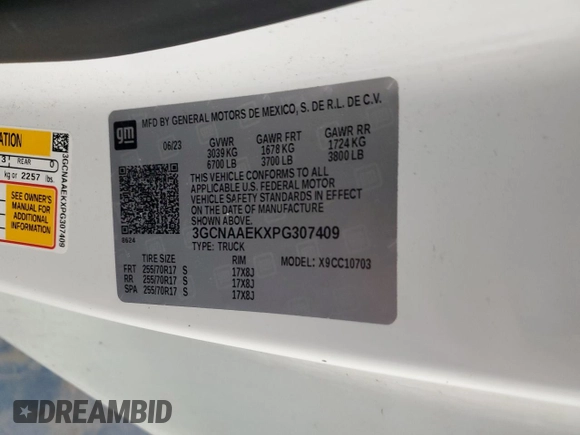 gm
MFD BY GENERAL MOTORS DE MEXICO, S. DE R.L. DE C.V.
06/23 GVWR GAWR FRT GAWR RR
3039 KG 1678 KG 1724 KG
6700 LB 3700 LB 3800 LB
THIS VEHICLE CONFORMS TO ALL
APPLICABLE U.S. FEDERAL MOTOR
VEHICLE SAFETY STANDARDS IN EFFECT
ON THE DATE OF MANUFACTURE
SHOWN ABOVE.
0624
3GCNAAEKXPG307409
TYPE: TRUCK
TIRE SIZE RIM MODEL: X9CC10703
FRT 255/70R17 S 17X8J
RR 255/70R17 S 17X8J
SPA 255/70R17 S 17X8J
ATION
3 REAR 0
kg or 2257 lbs.
SEE OWNER'S
MANUAL FOR
ADDITIONAL
INFORMATION
3GCNAAEKXPG307409
DREAMBID